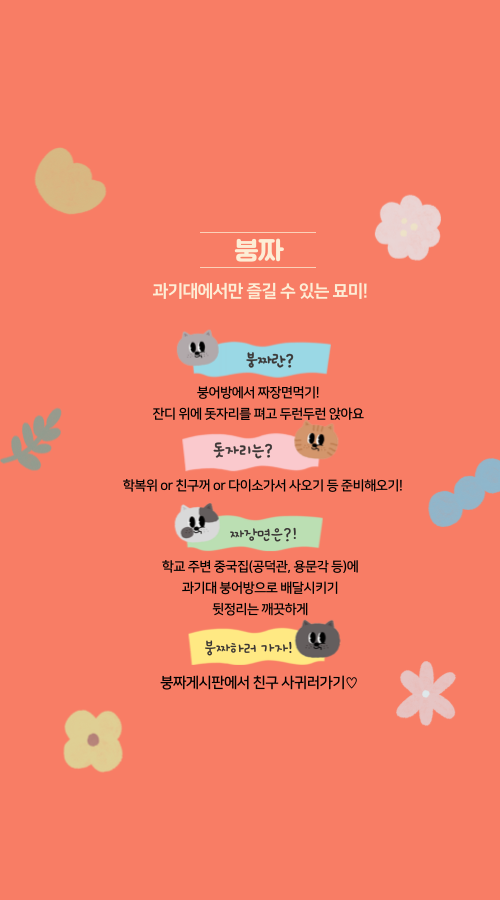 붕짜
과기대에서만 즐길 수 있는 묘미!
붕짜란?
붕어방에서 짜장면먹기!
잔디 위에 돗자리를 펴고 두런두런 앉아요
돗자리는?
학복위 or 친구꺼 or 다이소가서 사오기 등 준비해오기!
짜장면은?!
학교 주변 중국집(공덕관, 용문각 등)에
과기대 붕어방으로 배달시키기
뒷정리는 깨끗하게
붕짜하러 가자!
붕짜게시판에서 친구 사귀러가기♡